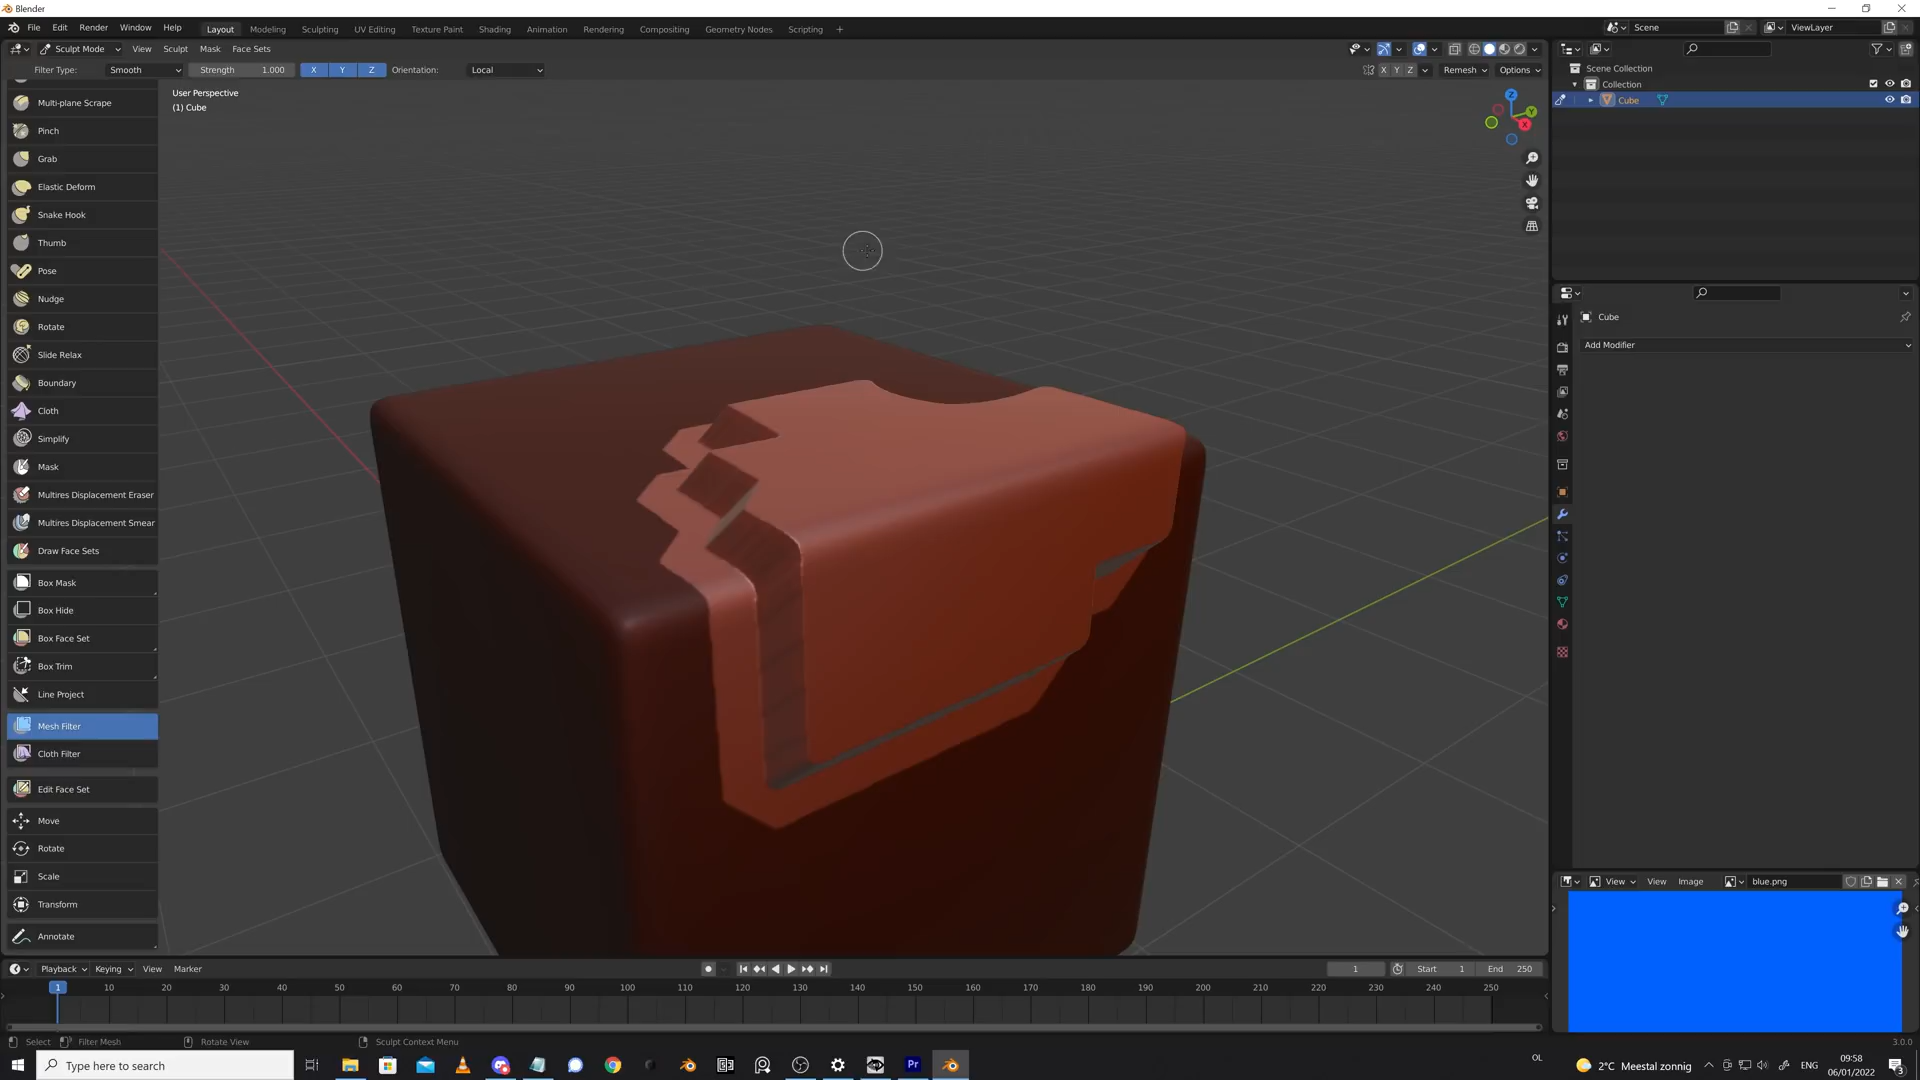 Blender
File Edit Render Window Help Layout Modeling Sculpting UV Editing Texture Paint Shading Animation Rendering Compositing Geometry Nodes Scripting + Scene ViewLayer
Sculpt Mode View Sculpt Mask Face Sets
Filter Type: Smooth Strength 1.000 X Y Z Orientation: Local X Y Z Remesh Options
User Perspective
(1) Cube
Multi-plane Scrape
Pinch
Grab
Elastic Deform
Snake Hook
Thumb
Pose
Nudge
Rotate
Slide Relax
Boundary
Cloth
Simplify
Mask
Multires Displacement Eraser
Multires Displacement Smear
Draw Face Sets
Box Mask
Box Hide
Box Face Set
Box Trim
Line Project
Mesh Filter
Cloth Filter
Edit Face Set
Move
Rotate
Scale
Transform
Annotate
Z
Y
X
Scene Collection
Collection
Cube
Cube
Add Modifier
View View Image blue.png
Playback Keying View Marker 1 Start 1 End 250
1 10 20 30 40 50 60 70 80 90 100 110 120 130 140 150 160 170 180 190 200 210 220 230 240 250
Select Filter Mesh Rotate View Sculpt Context Menu 3.0.0
Type here to search Pr OL 2°C Meestal zonnig ENG 09:58
06/01/2022
3